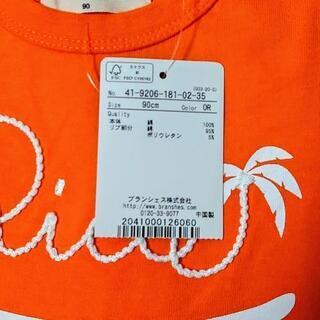 90
ミックス
紙
FSC
No. 41-9206-181-02-35
Size 90cm Color OR
Quality
本体 綿 100%
リブ部分 綿 95%
ポリウレタン 5%
ブランシェス株式会社
http://www.branshes.com
0120-33-9077
中国製
2041000126060